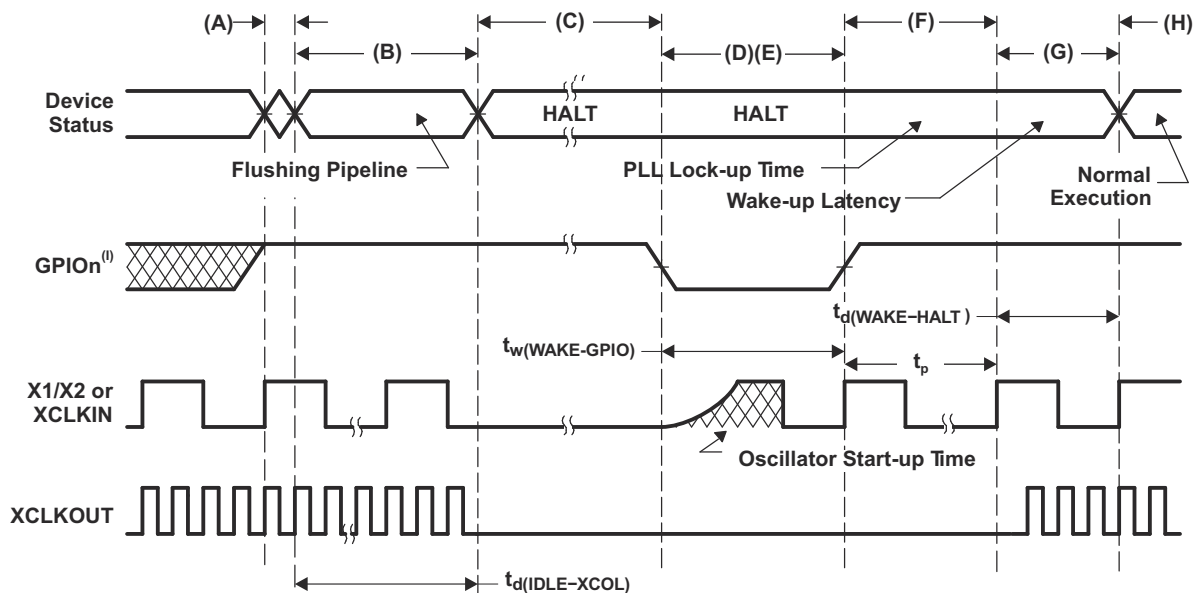 (A)
(B)
(C)
(D)(E)
(F)
(G)
(H)
Device
Status
HALT
HALT
Flushing Pipeline
PLL Lock-up Time
Wake-up Latency
Normal
Execution
GPIOn(I)
td(WAKE−HALT )
tw(WAKE-GPIO)
tp
X1/X2 or
XCLKIN
Oscillator Start-up Time
XCLKOUT
td(IDLE−XCOL)